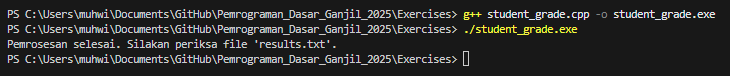 PS C:\Users\muhwi\Documents\GitHub\Pemrograman_Dasar_Ganjil_2025\Exercises> g++ student_grade.cpp -o student_grade.exe
PS C:\Users\muhwi\Documents\GitHub\Pemrograman_Dasar_Ganjil_2025\Exercises> ./student_grade.exe
Pemrosesan selesai. Silakan periksa file 'results.txt'.
PS C:\Users\muhwi\Documents\GitHub\Pemrograman_Dasar_Ganjil_2025\Exercises>